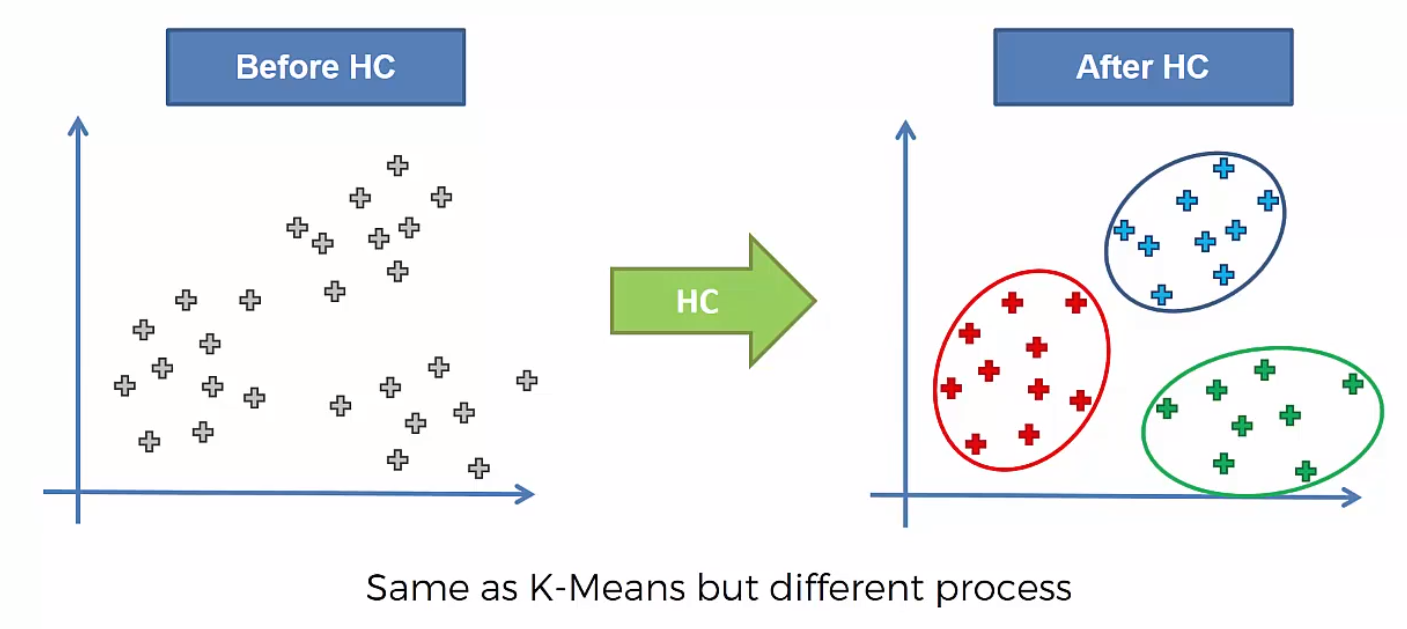 Before HC
After HC
HC
Same as K-Means but different process